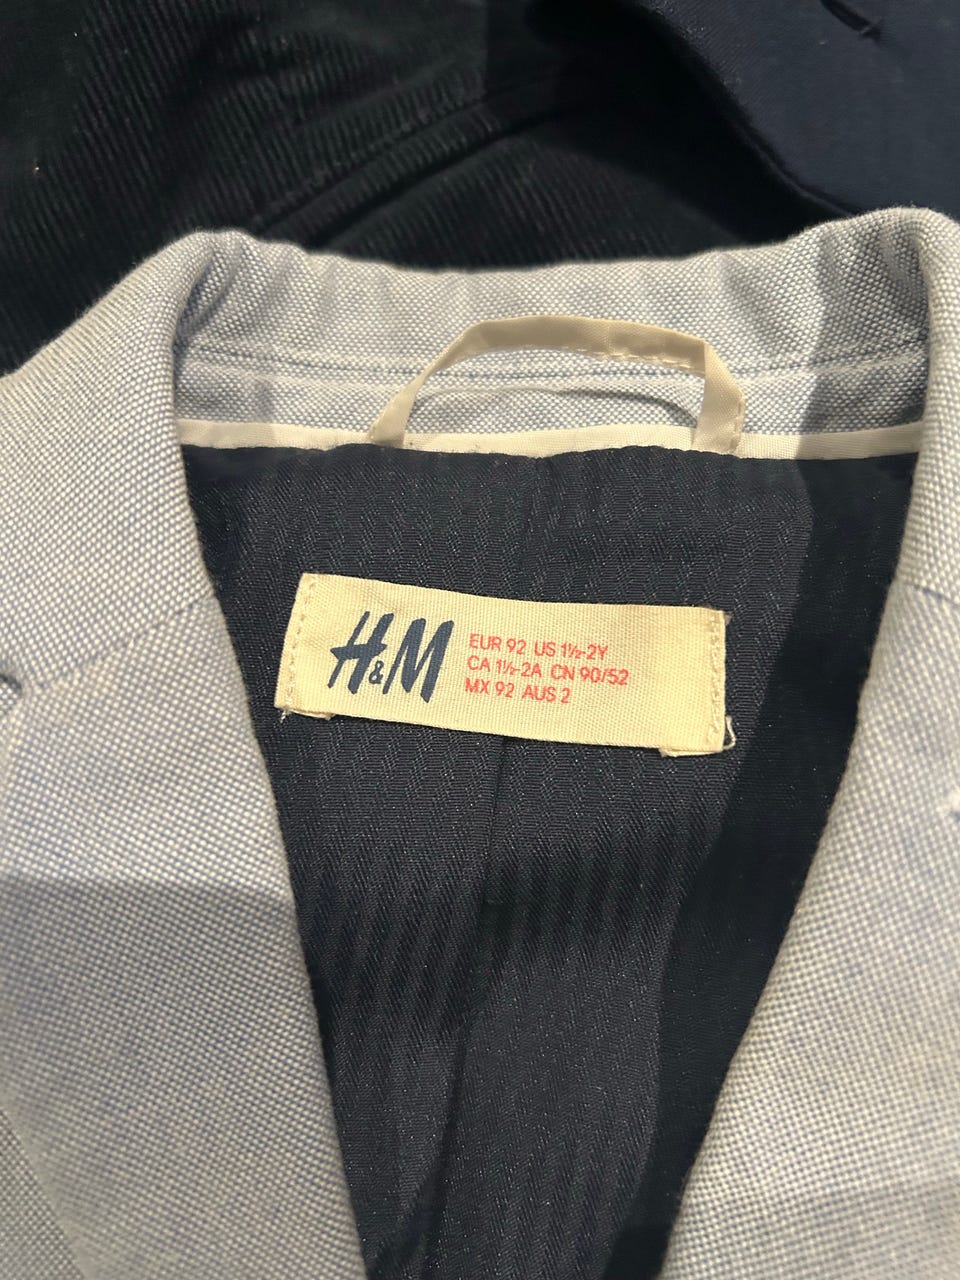 H&M
EUR 92 US 1½-2Y
CA 1½-2A CN 90/52
MX 92 AUS 2